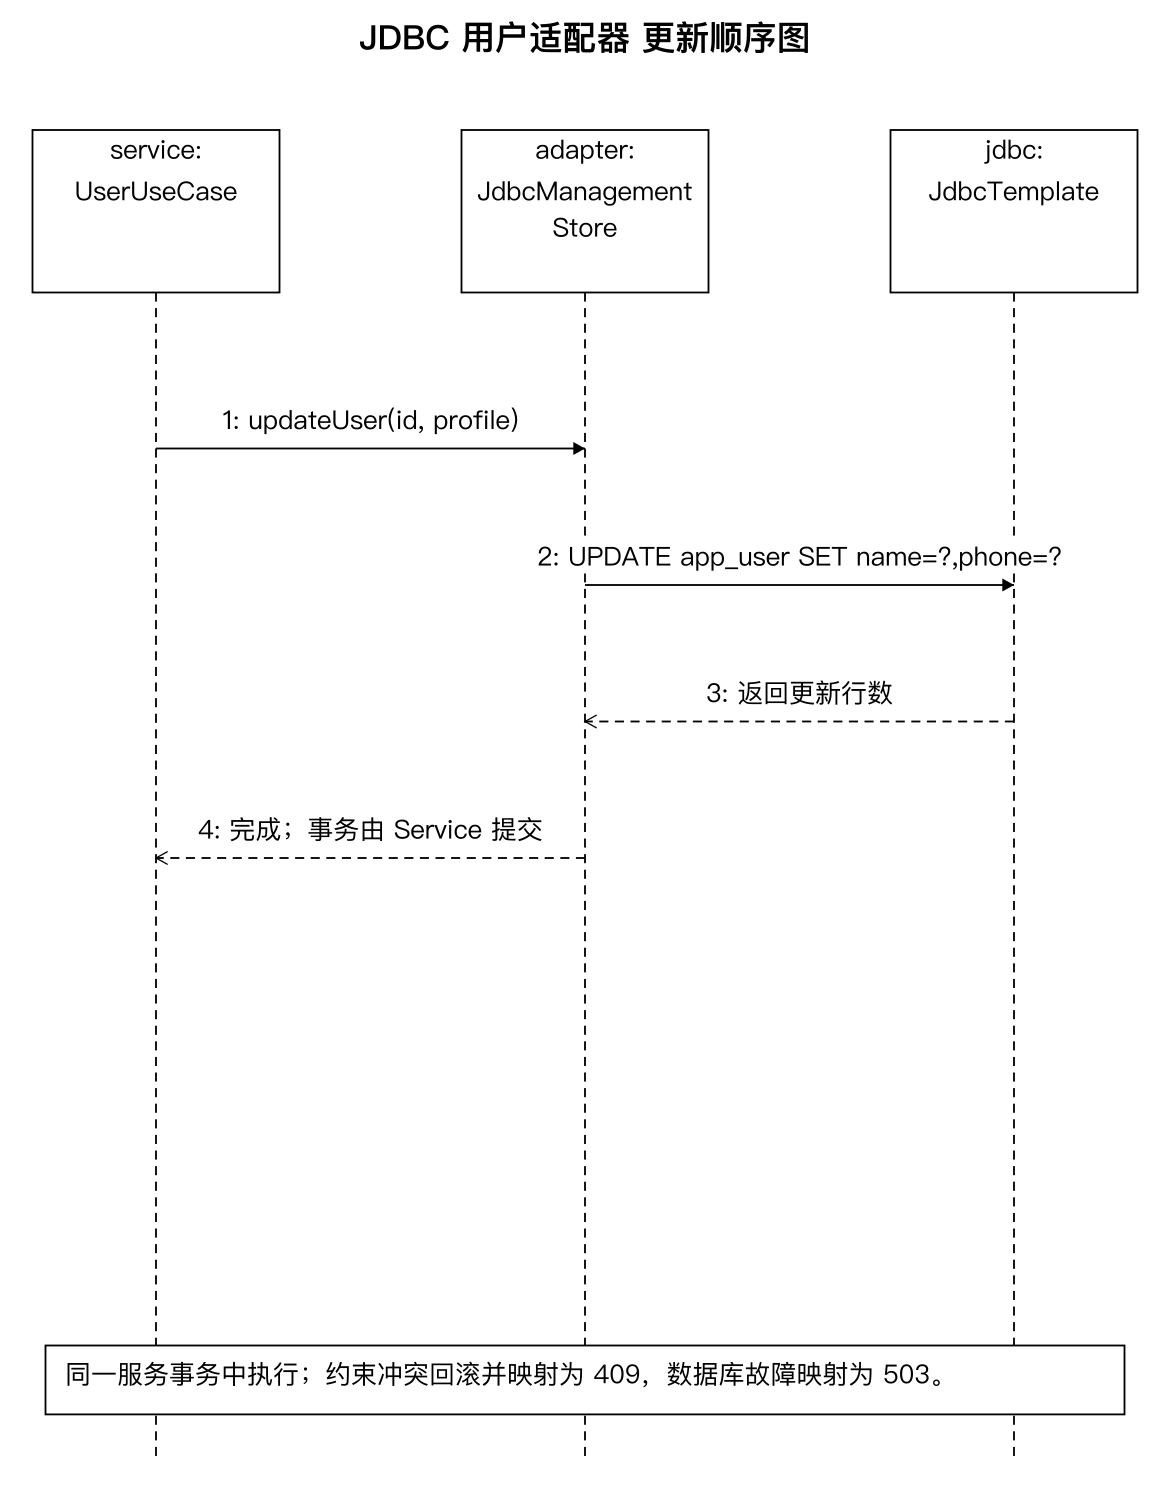 JDBC 用户适配器 更新顺序图
service:
UserUseCase
adapter:
JdbcManagement
Store
jdbc:
JdbcTemplate
1: updateUser(id, profile)
2: UPDATE app_user SET name=?,phone=?
3: 返回更新行数
4: 完成；事务由 Service 提交
同一服务事务中执行；约束冲突回滚并映射为 409，数据库故障映射为 503。